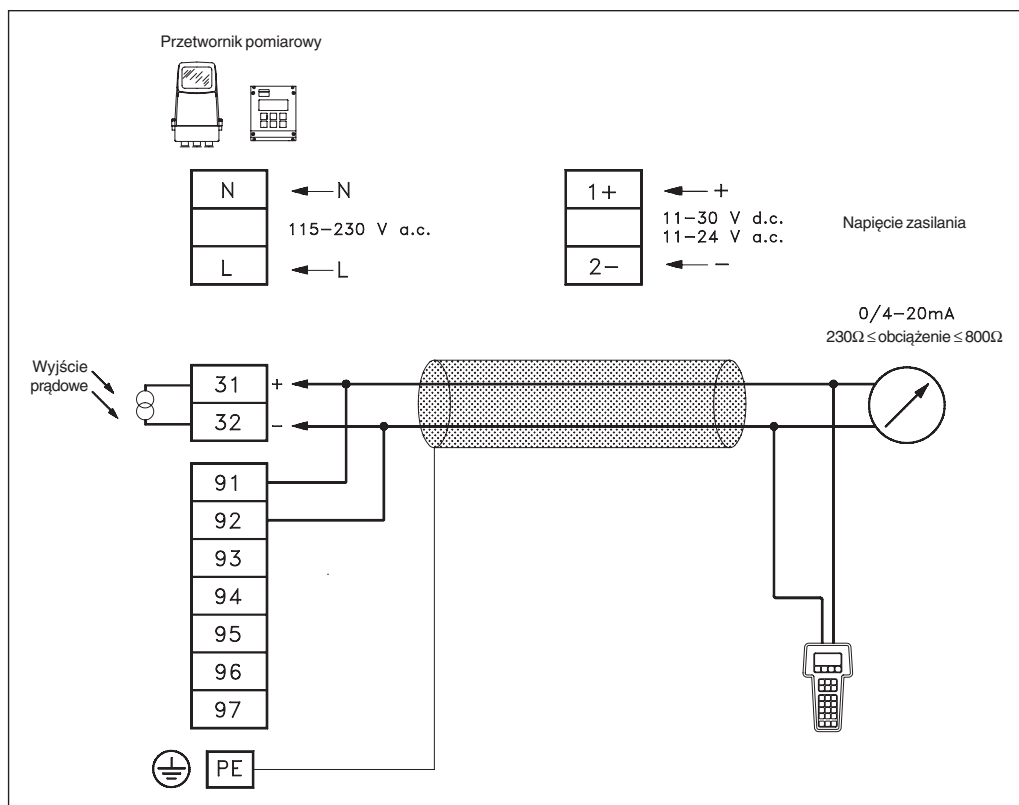 Przetwornik pomiarowy
N
N
115-230 V a.c.
L
L
1+
+
11-30 V d.c.
11-24 V a.c.
2-
-
Napięcie zasilania
0/4-20mA
230Ω ≤ obciążenie ≤ 800Ω
Wyjście
prądowe
31
+
32
-
91
92
93
94
95
96
97
PE